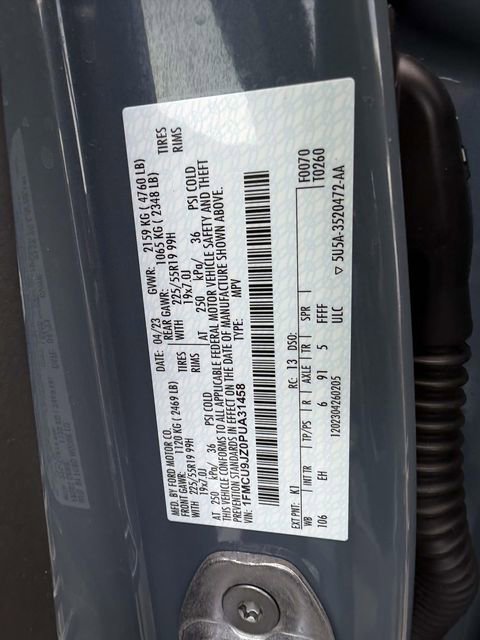 MFD. BY FORD MOTOR CO.
DATE: 04/23 GVWR: 2159 KG ( 4760 LB)
1120 KG ( 2469 LB) REAR GAWR: 1065 KG ( 2348 LB)
WITH 225/55R19 99H TIRES WITH 225/55R19 99H TIRES
19x7.0J RIMS 19x7.0J RIMS
AT 250 kPa/ 36 PSI COLD AT 250 kPa/ 36 PSI COLD
THIS VEHICLE CONFORMS TO ALL APPLICABLE FEDERAL MOTOR VEHICLE SAFETY AND THEFT
PREVENTION STANDARDS IN EFFECT ON THE DATE OF MANUFACTURE SHOWN ABOVE.
VIN: 1FMCU9JZ0PUA31458 TYPE: MPV
EXT PNT: K1 RC: 13 DSO: F0070
WB INT TR TP/PS R AXLE TR SPR T0260
106 EH 6 91 5 FFFF
1202304260205 ULC ▽ 5U5A-3520472-AA